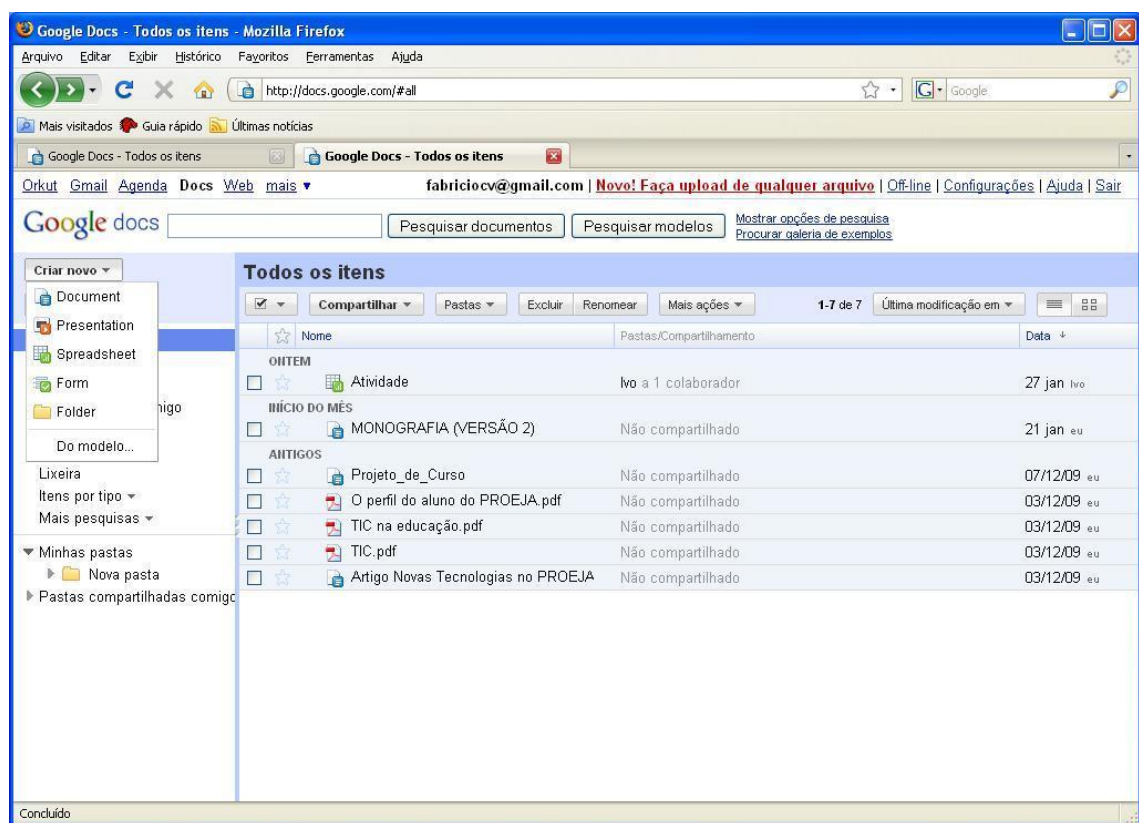 Google Docs - Todos os itens - Mozilla Firefox
Arquivo Editar Exibir Histórico Favoritos Ferramentas Ajuda
http://docs.google.com/#all
Google
Mais visitados Guia rápido Últimas notícias
Google Docs - Todos os itens Google Docs - Todos os itens
Orkut Gmail Agenda Docs Web mais ▼ fabriciocv@gmail.com | Novo! Faça upload de qualquer arquivo | Off-line | Configurações | Ajuda | Sair
Google docs Pesquisar documentos Pesquisar modelos Mostrar opções de pesquisa
Procurar galeria de exemplos
Criar novo Todos os itens
Document Compartilhar Pastas Excluir Renomear Mais ações 1-7 de 7 Última modificação em
Presentation Nome Pastas/Compartilhamento Data
Spreadsheet ONTEM
Form Atividade Ivo a 1 colaborador 27 jan Ivo
Folder higo INÍCIO DO MÊS
MONOGRAFIA (VERSÃO 2) Não compartilhado 21 jan eu
Do modelo... ANTIGOS
Lixeira Projeto_de_Curso Não compartilhado 07/12/09 eu
Itens por tipo O perfil do aluno do PROEJA.pdf Não compartilhado 03/12/09 eu
Mais pesquisas TIC na educação.pdf Não compartilhado 03/12/09 eu
Minhas pastas TIC.pdf Não compartilhado 03/12/09 eu
Nova pasta Artigo Novas Tecnologias no PROEJA Não compartilhado 03/12/09 eu
Pastas compartilhadas comigo
Concluído